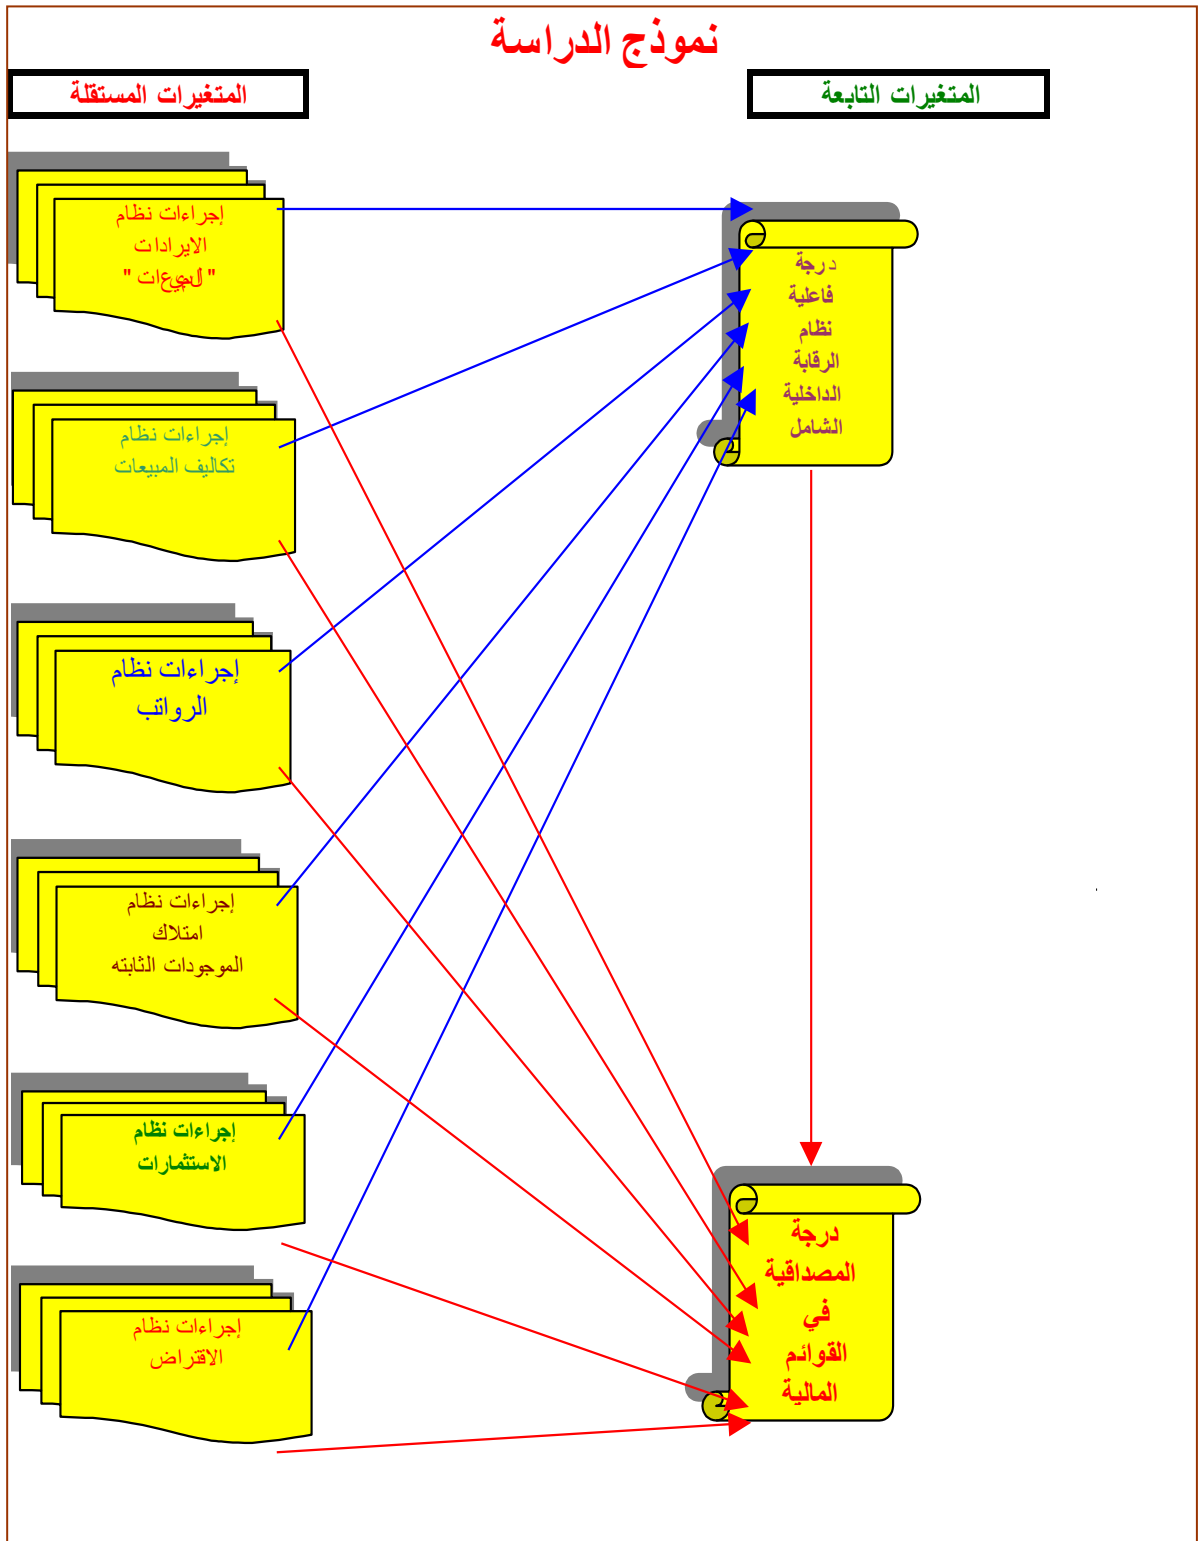 نموذج الدراسة
المتغيرات التابعة
المتغيرات المستقلة
إجراءات نظام
الايرادات
درجة
فاعلية
نظام
الرقابة
الداخلية
الشامل
إجراءات نظام
تكاليف المبيعات
إجراءات نظام
الرواتب
إجراءات نظام
امتلاك
الموجودات الثابته
إجراءات نظام
الاستثمارات
إجراءات نظام
الاقتراض
درجة
المصداقية
في
القوائم
المالية